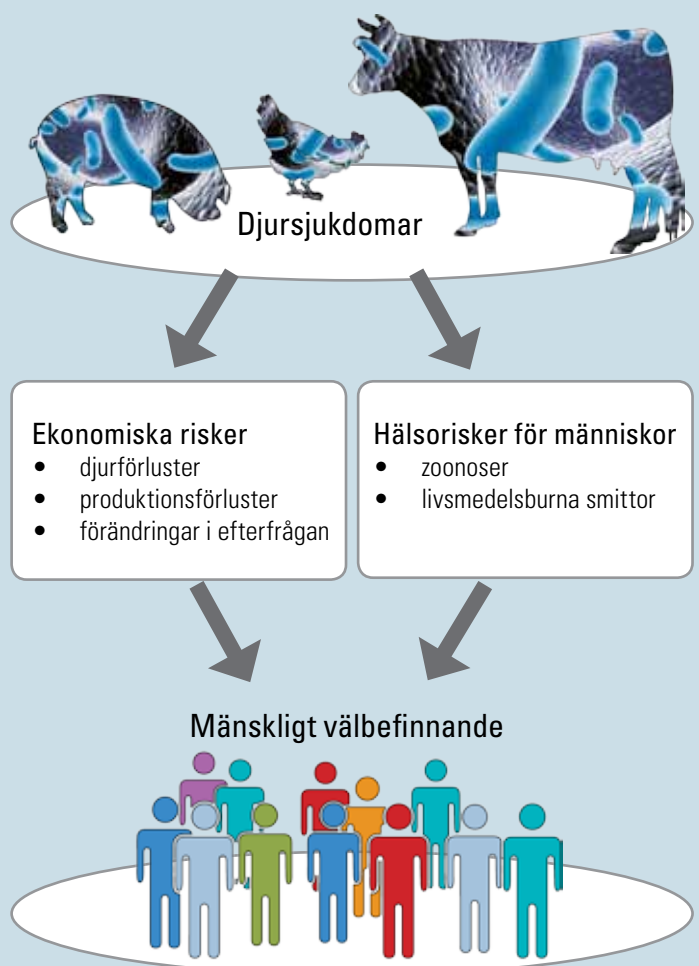 Djursjukdomar
Ekonomiska risker
• djurförluster
• produktionsförluster
• förändringar i efterfrågan
Hälsorisker för människor
• zoonoser
• livsmedelsburna smittor
Mänskligt välbefinnande